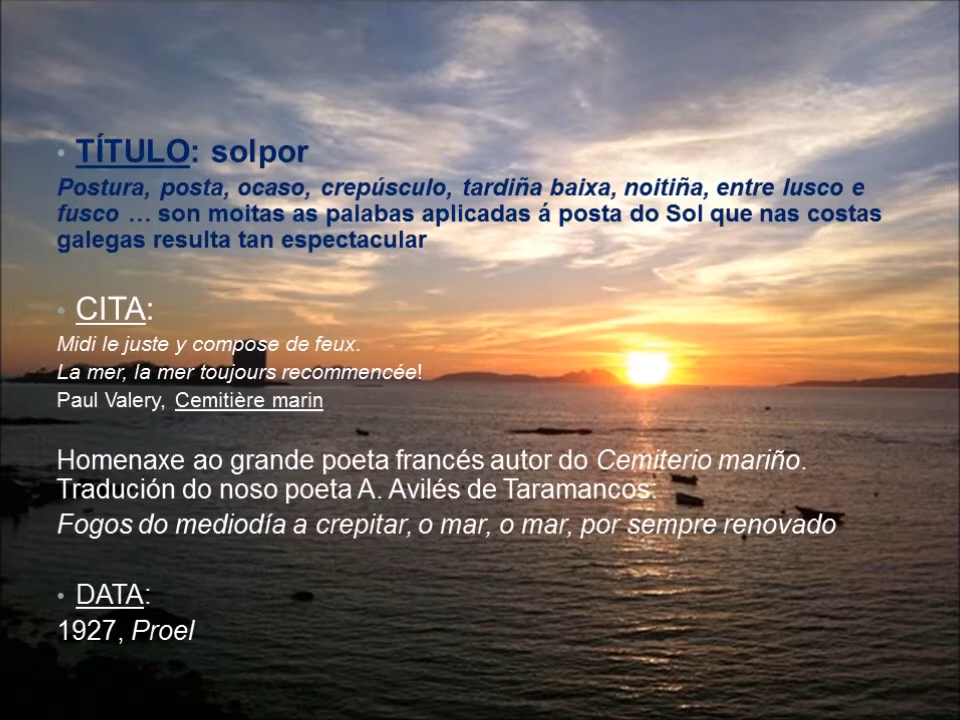 • TÍTULO: solpor
Postura, posta, ocaso, crepúsculo, tardiña baixa, noitiña, entre lusco e
fusco … son moitas as palabas aplicadas á posta do Sol que nas costas
galegas resulta tan espectacular
• CITA:
Midi le juste y compose de feux.
La mer, la mer toujours recommencée!
Paul Valery, Cemitière marin
Homenaxe ao grande poeta francés autor do Cemiterio mariño.
Tradución do noso poeta A. Avilés de Taramancos:
Fogos do mediodía a crepitar, o mar, o mar, por sempre renovado
• DATA:
1927, Proel